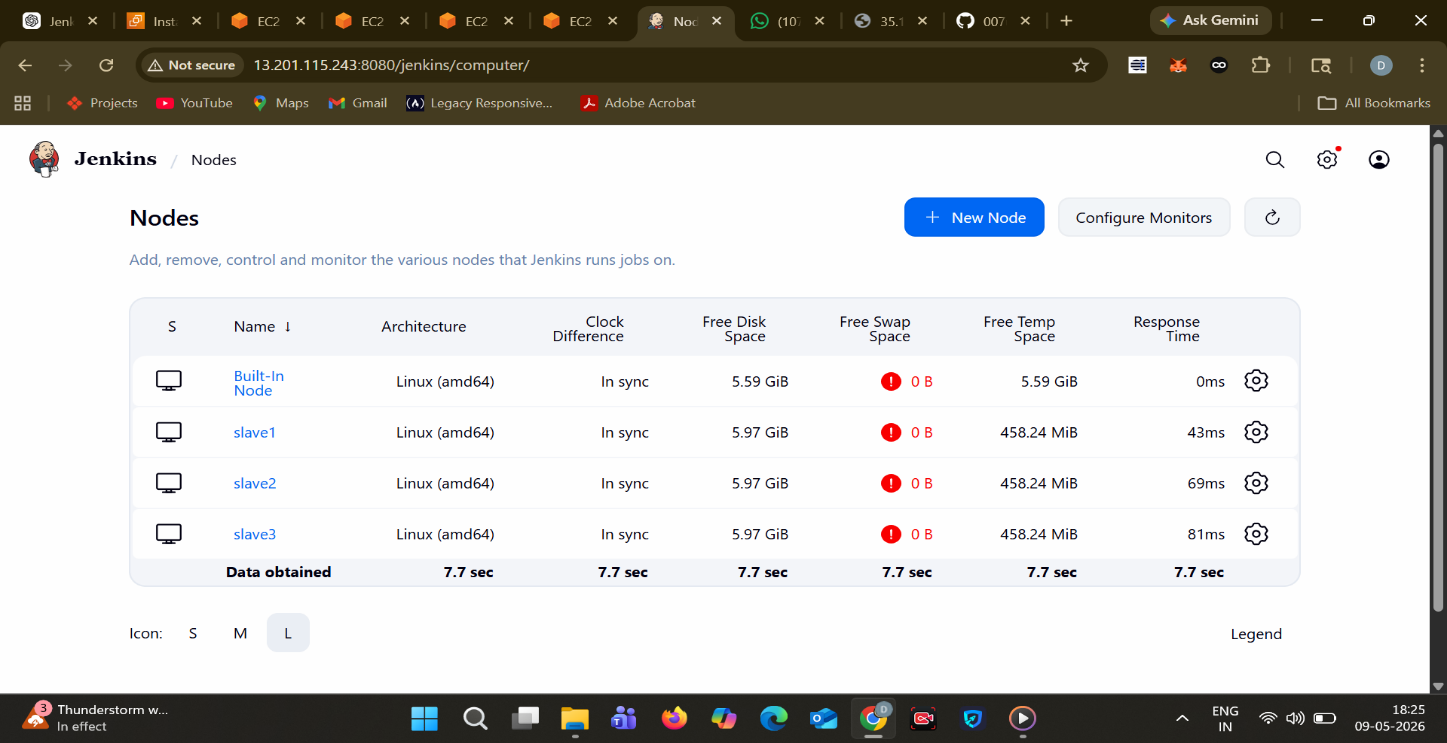 Jenk
Insta
EC2
EC2
EC2
EC2
Nod
(107
35.1
007
Ask Gemini
Not secure
13.201.115.243:8080/jenkins/computer/
D
Projects
YouTube
Maps
Gmail
Legacy Responsive...
Adobe Acrobat
All Bookmarks
Jenkins / Nodes
Nodes
+ New Node
Configure Monitors
Add, remove, control and monitor the various nodes that Jenkins runs jobs on.
S Name ↓ Architecture Clock Difference Free Disk Space Free Swap Space Free Temp Space Response Time
Built-In Node Linux (amd64) In sync 5.59 GiB 0 B 5.59 GiB 0ms
slave1 Linux (amd64) In sync 5.97 GiB 0 B 458.24 MiB 43ms
slave2 Linux (amd64) In sync 5.97 GiB 0 B 458.24 MiB 69ms
slave3 Linux (amd64) In sync 5.97 GiB 0 B 458.24 MiB 81ms
Data obtained 7.7 sec 7.7 sec 7.7 sec 7.7 sec 7.7 sec 7.7 sec
Icon: S M L
Legend
3
Thunderstorm w...
In effect
D
ENG
IN
18:25
09-05-2026